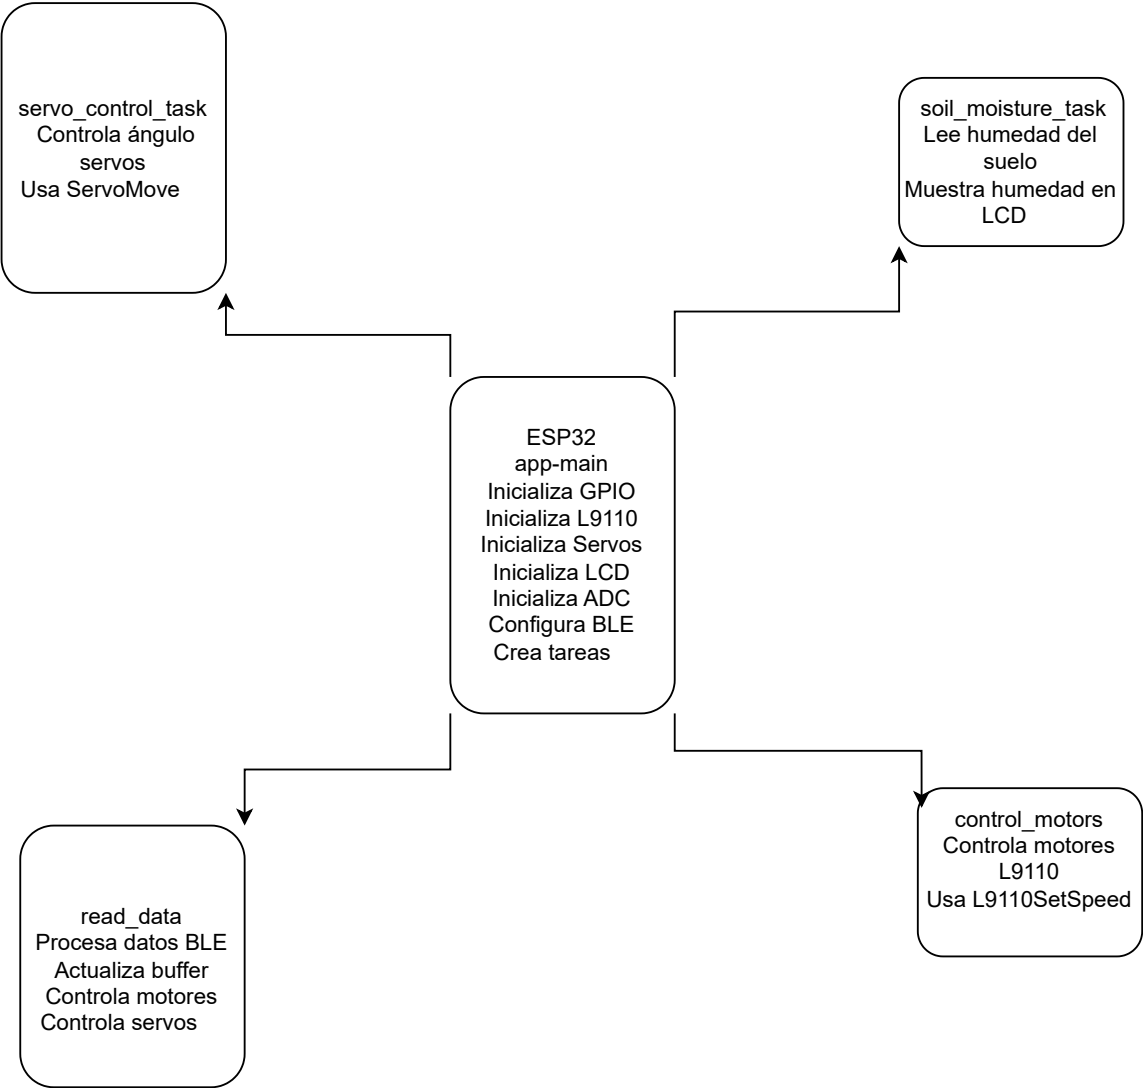 servo_control_task
Controla ángulo
servos
Usa ServoMove
soil_moisture_task
Lee humedad del
suelo
Muestra humedad en
LCD
ESP32
app-main
Inicializa GPIO
Inicializa L9110
Inicializa Servos
Inicializa LCD
Inicializa ADC
Configura BLE
Crea tareas
read_data
Procesa datos BLE
Actualiza buffer
Controla motores
Controla servos
control_motors
Controla motores
L9110
Usa L9110SetSpeed